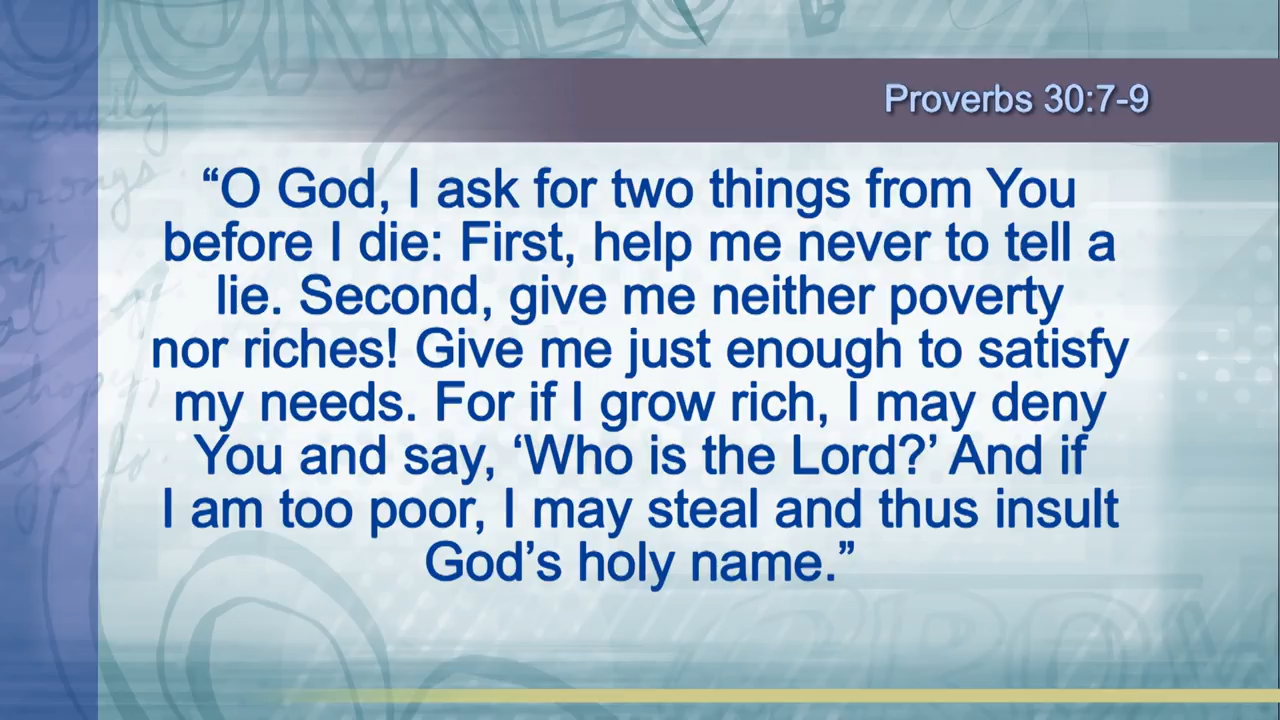 Proverbs 30:7-9
“O God, I ask for two things from You
before I die: First, help me never to tell a
lie. Second, give me neither poverty
nor riches! Give me just enough to satisfy
my needs. For if I grow rich, I may deny
You and say, ‘Who is the Lord?’ And if
I am too poor, I may steal and thus insult
God’s holy name.”
easily
wrongs
always